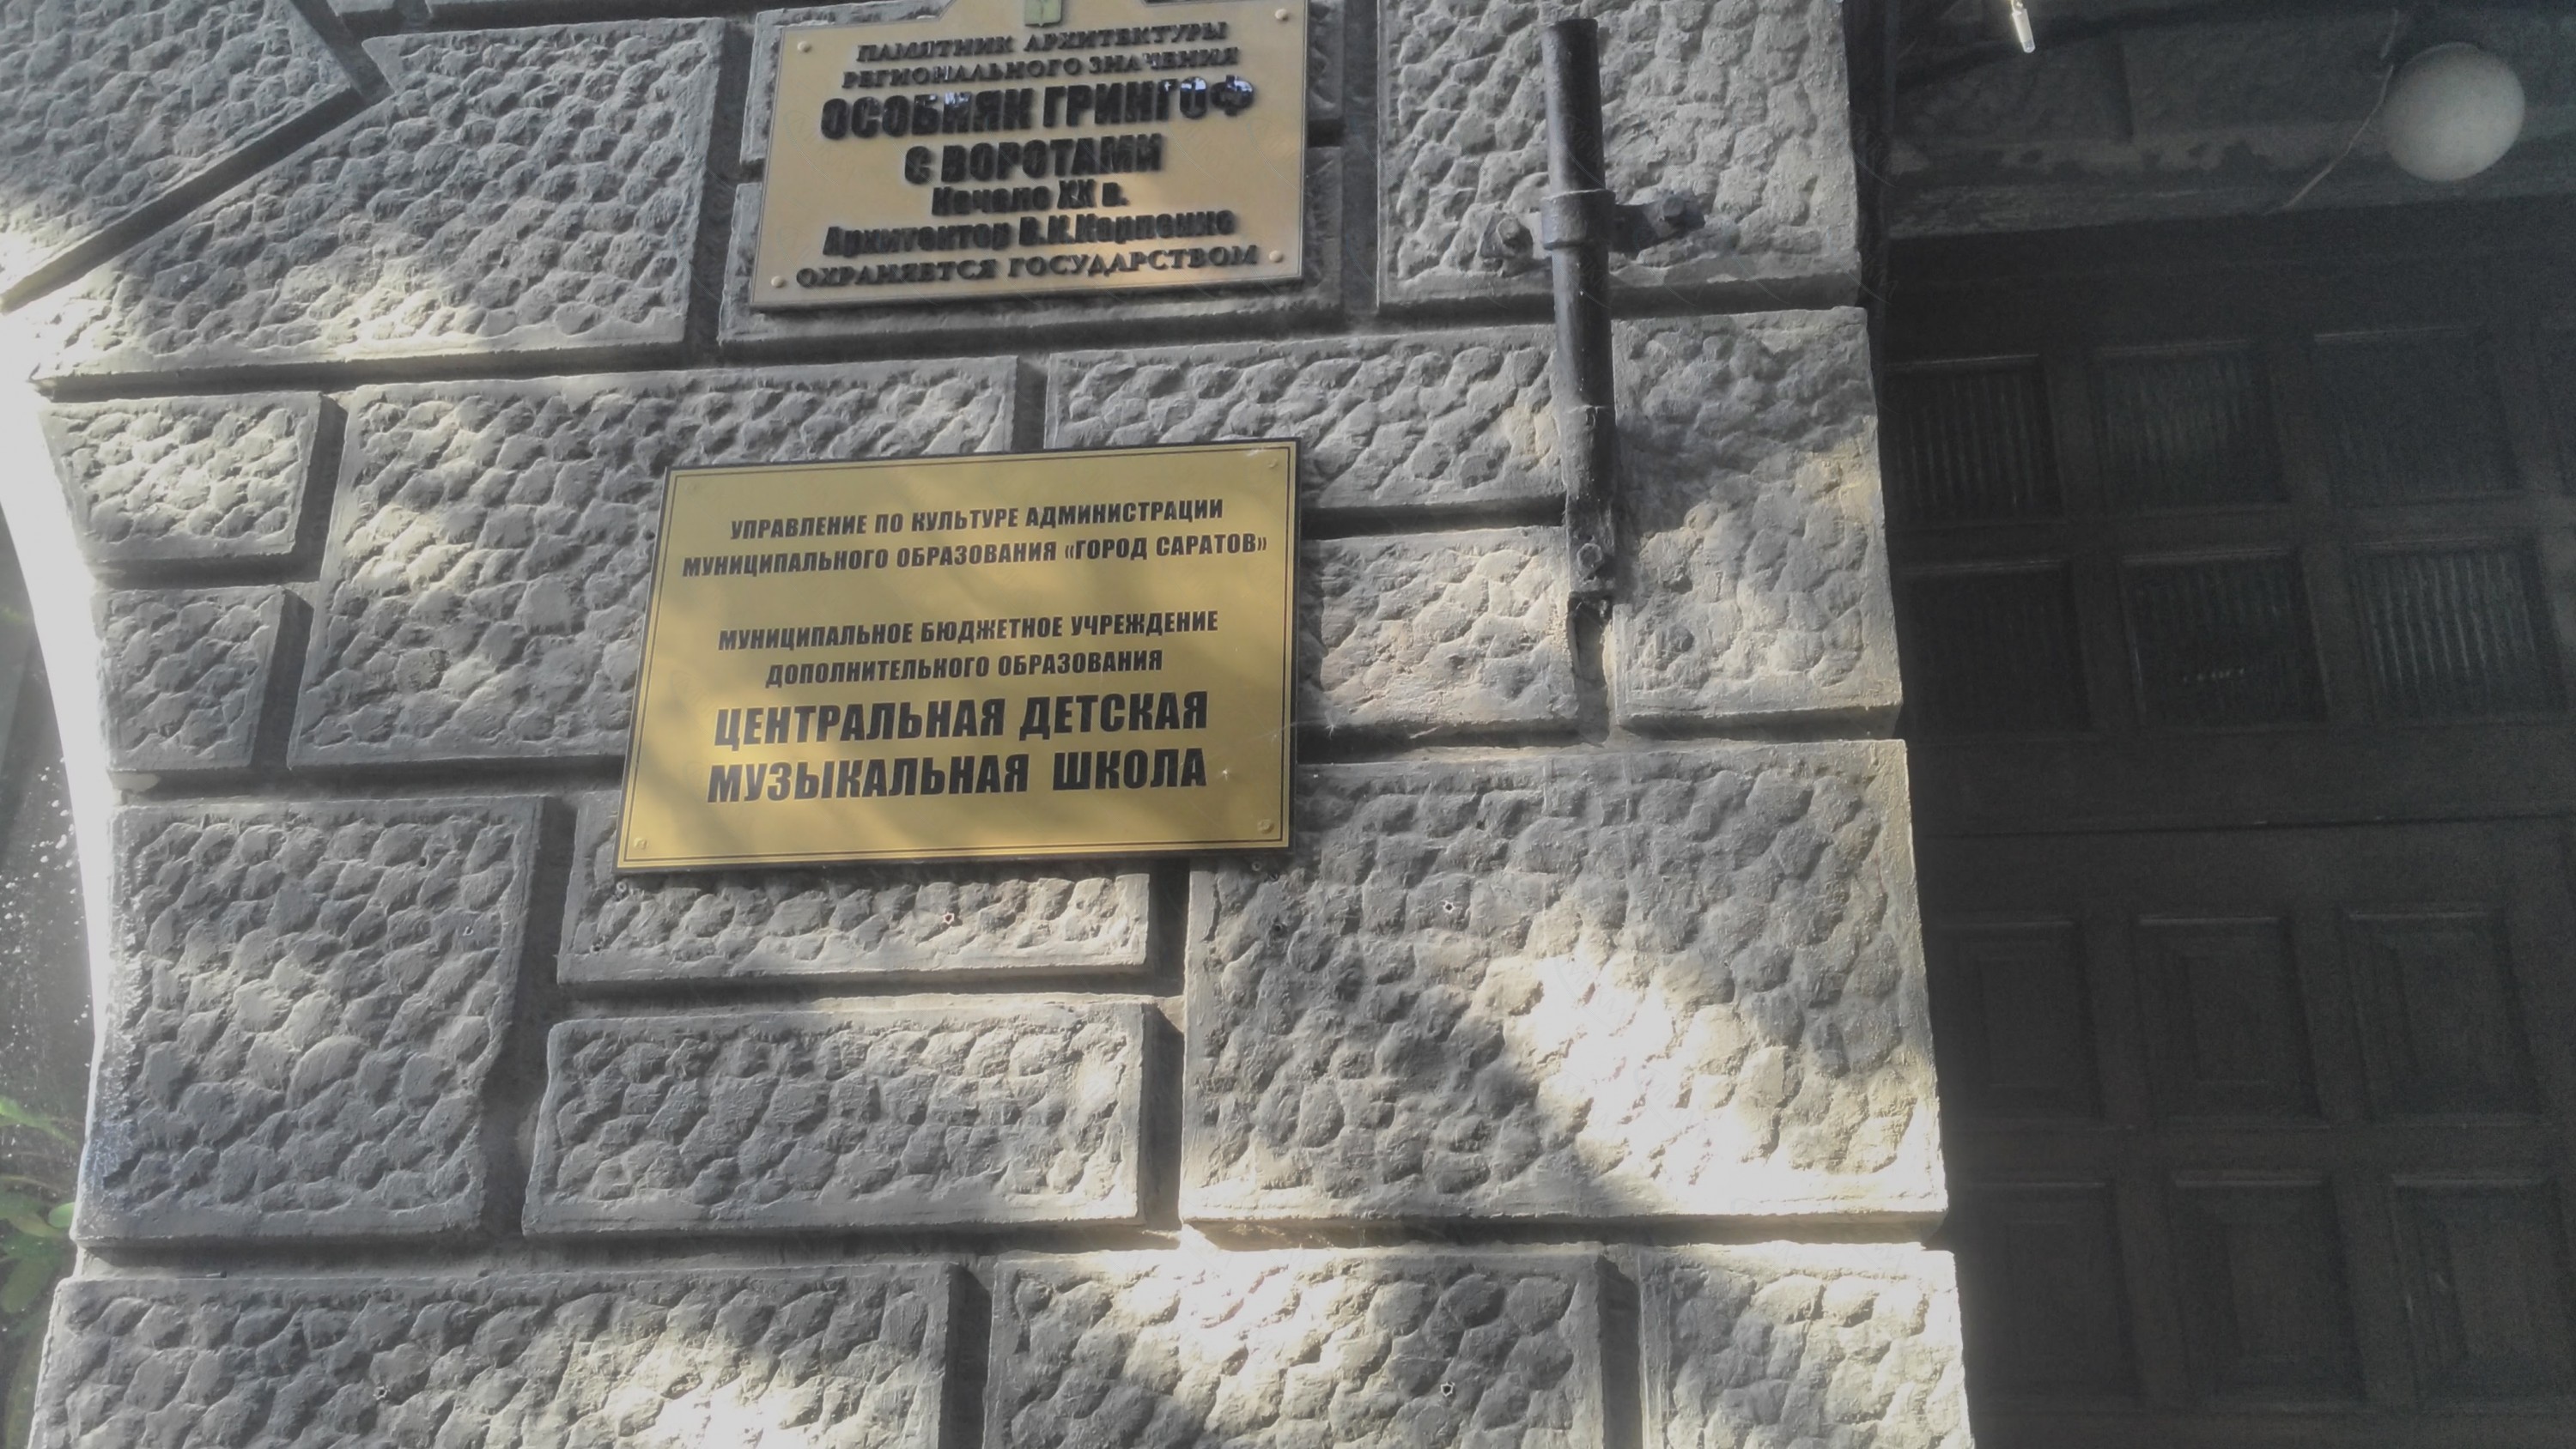 ПАМЯТНИК АРХИТЕКТУРЫ
РЕГИОНАЛЬНОГО ЗНАЧЕНИЯ
ОСОБНЯК ГРИНГОФ
С ВОРОТАМИ
Начало XX в.
Архитектор В.К.Карпенко
ОХРАНЯЕТСЯ ГОСУДАРСТВОМ
УПРАВЛЕНИЕ ПО КУЛЬТУРЕ АДМИНИСТРАЦИИ
МУНИЦИПАЛЬНОГО ОБРАЗОВАНИЯ «ГОРОД САРАТОВ»
МУНИЦИПАЛЬНОЕ БЮДЖЕТНОЕ УЧРЕЖДЕНИЕ
ДОПОЛНИТЕЛЬНОГО ОБРАЗОВАНИЯ
ЦЕНТРАЛЬНАЯ ДЕТСКАЯ
МУЗЫКАЛЬНАЯ ШКОЛА